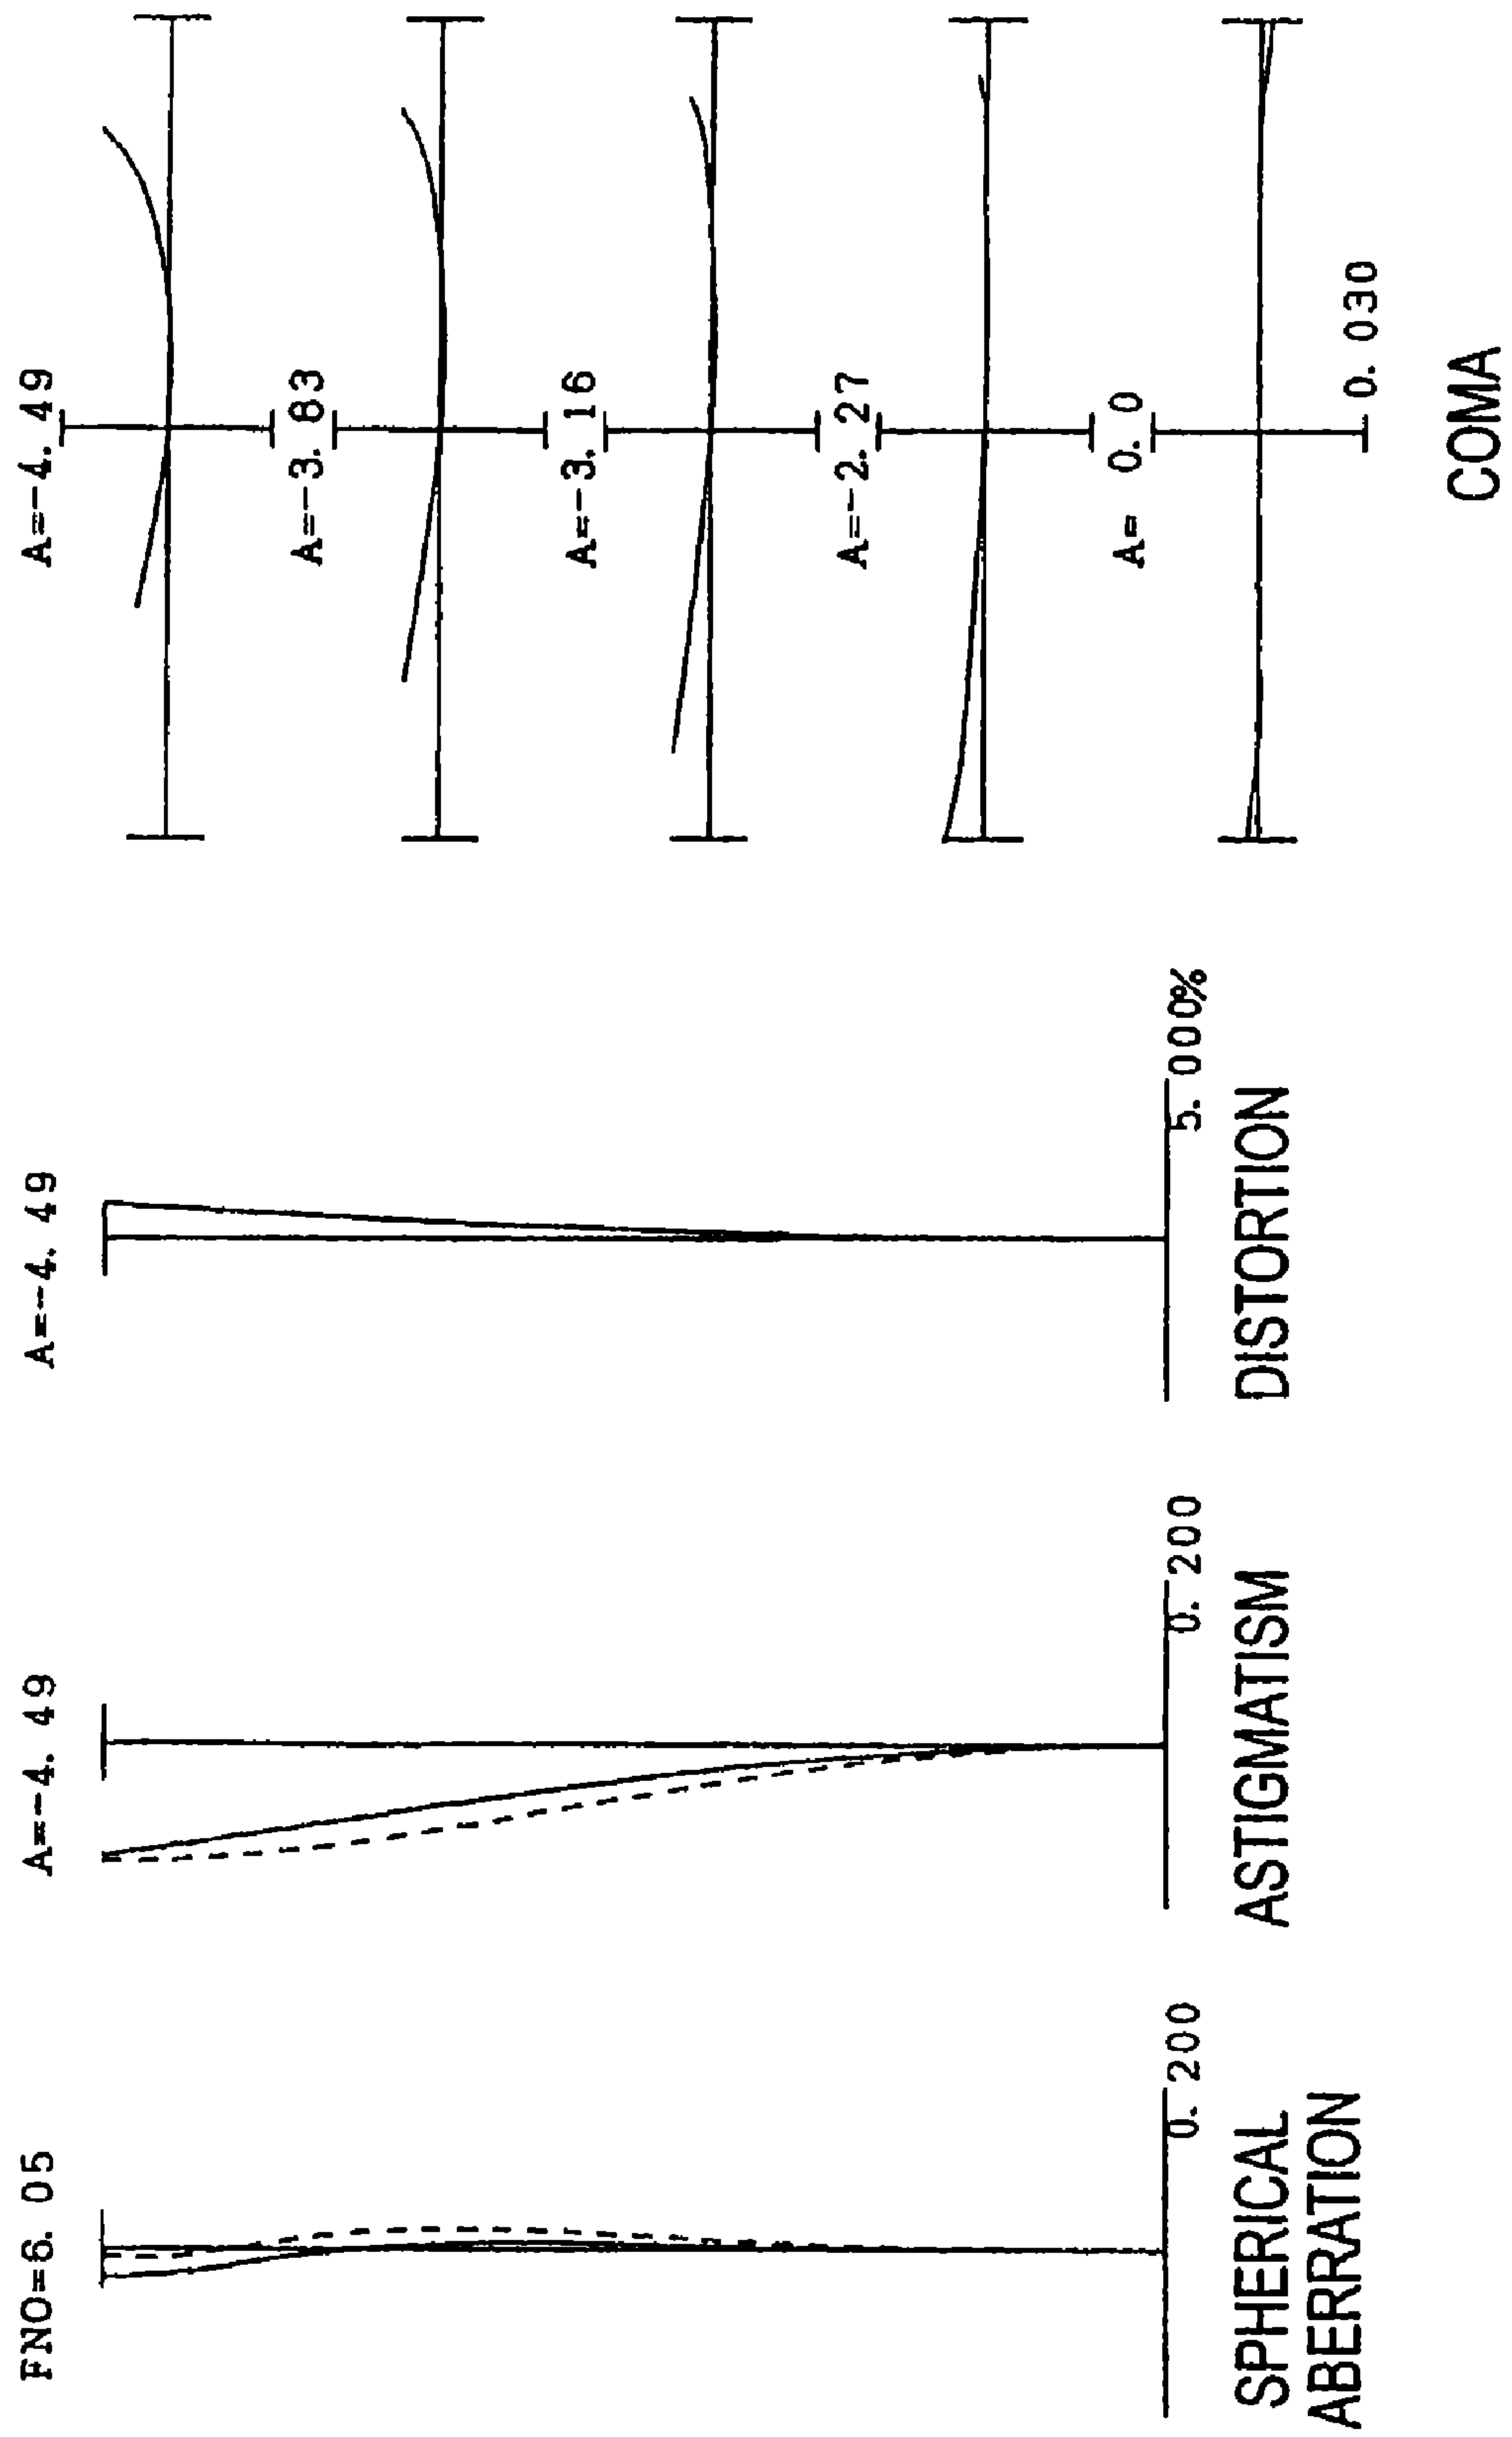 FNO=6. 05
0. 200
SPHERICAL
ABERRATION
A=-4. 49
0. 200
ASTIGMATISM
A=-4. 49
5. 000%
DISTORTION
A=-4. 49
A=-3. 83
A=-3. 16
A=-2. 27
A= 0. 0
0. 030
COMA